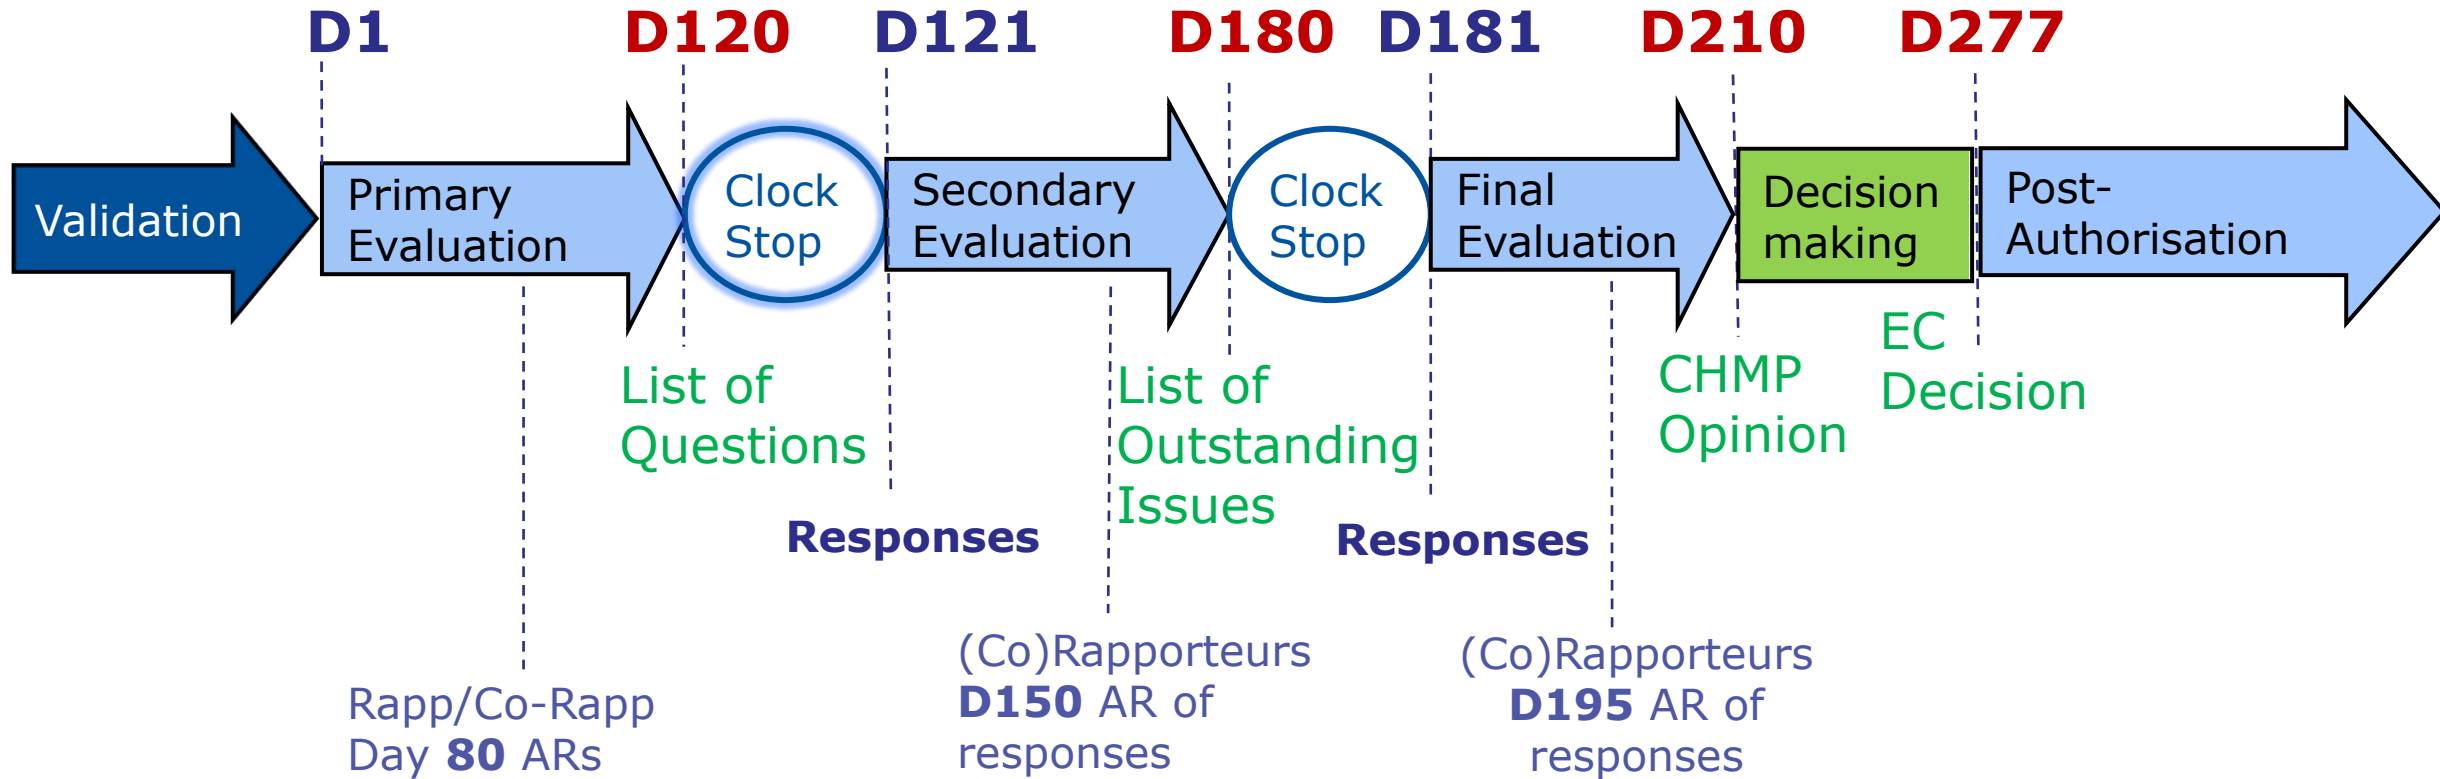 D1
D120
D121
D180
D181
D210
D277
Validation
Primary
Evaluation
Clock
Stop
Secondary
Evaluation
Clock
Stop
Final
Evaluation
Decision
making
Post-
Authorisation
List of
Questions
Responses
List of
Outstanding
Issues
Responses
CHMP
Opinion
EC
Decision
Rapp/Co-Rapp
Day 80 ARs
(Co)Rapporteurs
D150 AR of
responses
(Co)Rapporteurs
D195 AR of
responses